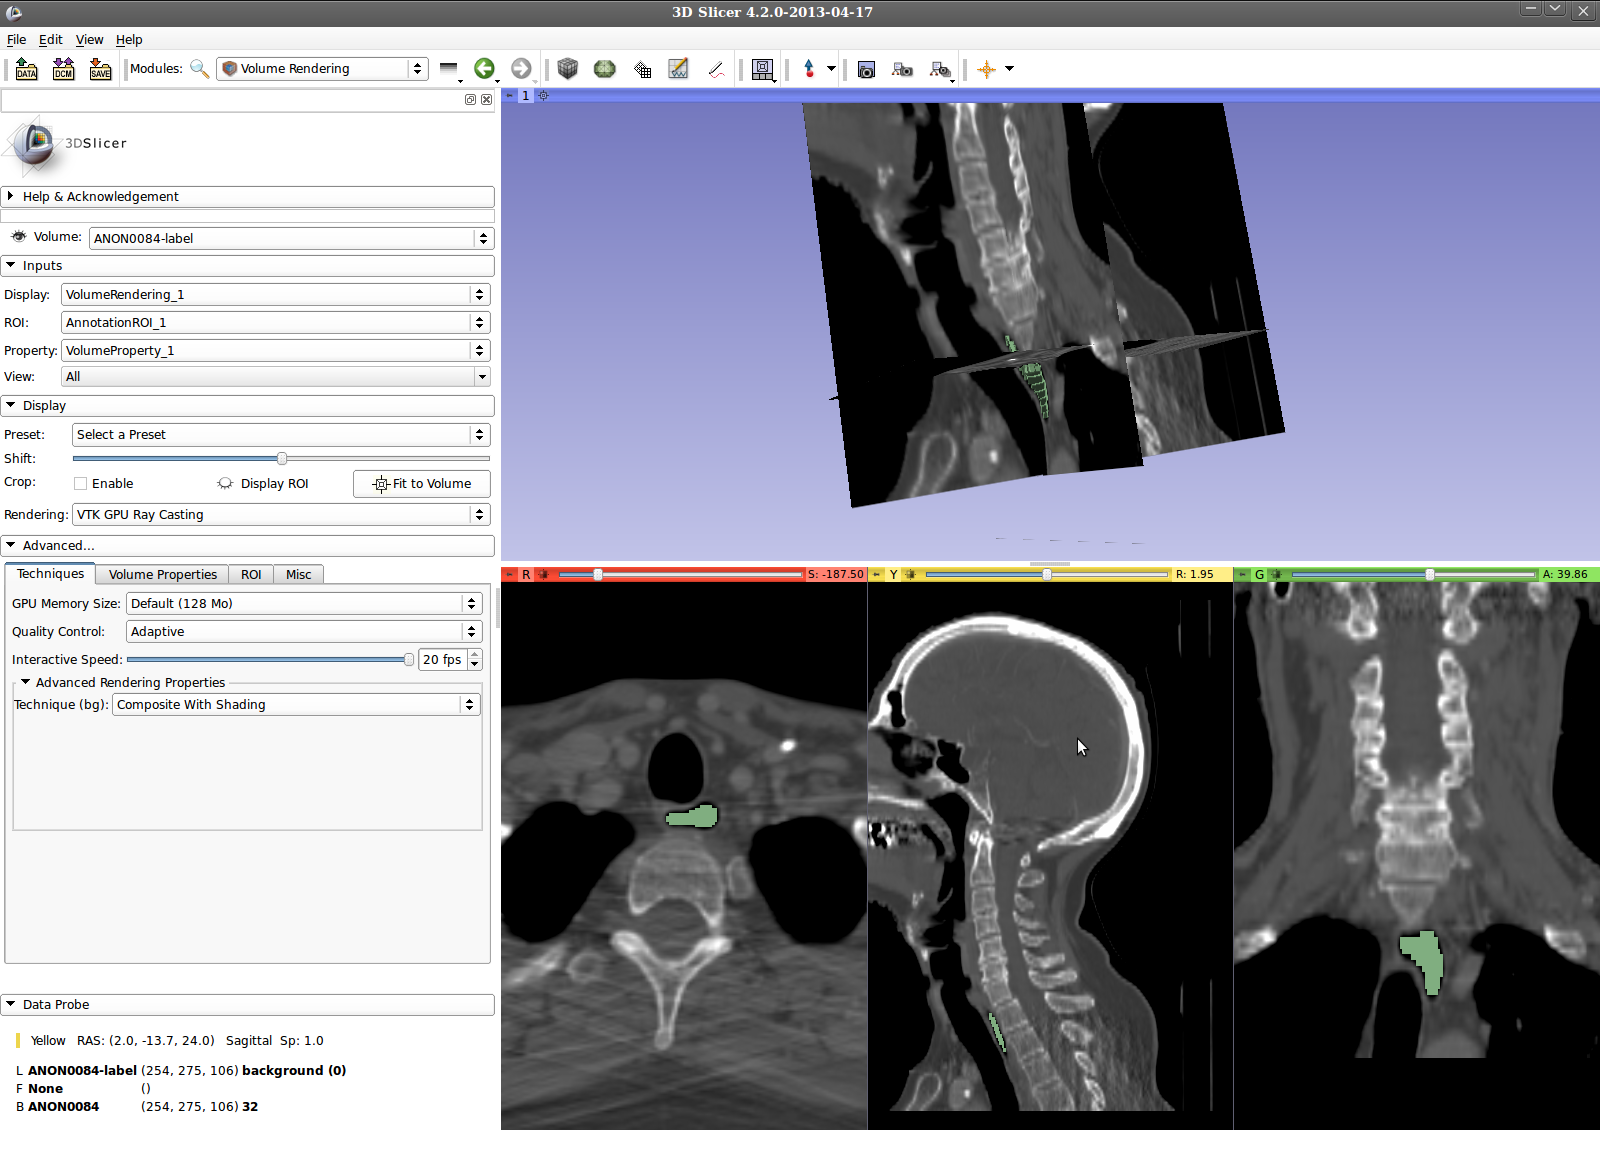 3D Slicer 4.2.0-2013-04-17
File Edit View Help
DATA DCM SAVE Modules: Volume Rendering
1
3DSlicer
Help & Acknowledgement
Volume: ANON0084-label
Inputs
Display: VolumeRendering_1
ROI: AnnotationROI_1
Property: VolumeProperty_1
View: All
Display
Preset: Select a Preset
Shift:
Crop: Enable Display ROI Fit to Volume
Rendering: VTK GPU Ray Casting
Advanced...
Techniques Volume Properties ROI Misc
GPU Memory Size: Default (128 Mo)
Quality Control: Adaptive
Interactive Speed: 20 fps
Advanced Rendering Properties
Technique (bg): Composite With Shading
R S: -187.50
Y R: 1.95
G A: 39.86
Data Probe
Yellow RAS: (2.0, -13.7, 24.0) Sagittal Sp: 1.0
L ANON0084-label (254, 275, 106) background (0)
F None ()
B ANON0084 (254, 275, 106) 32